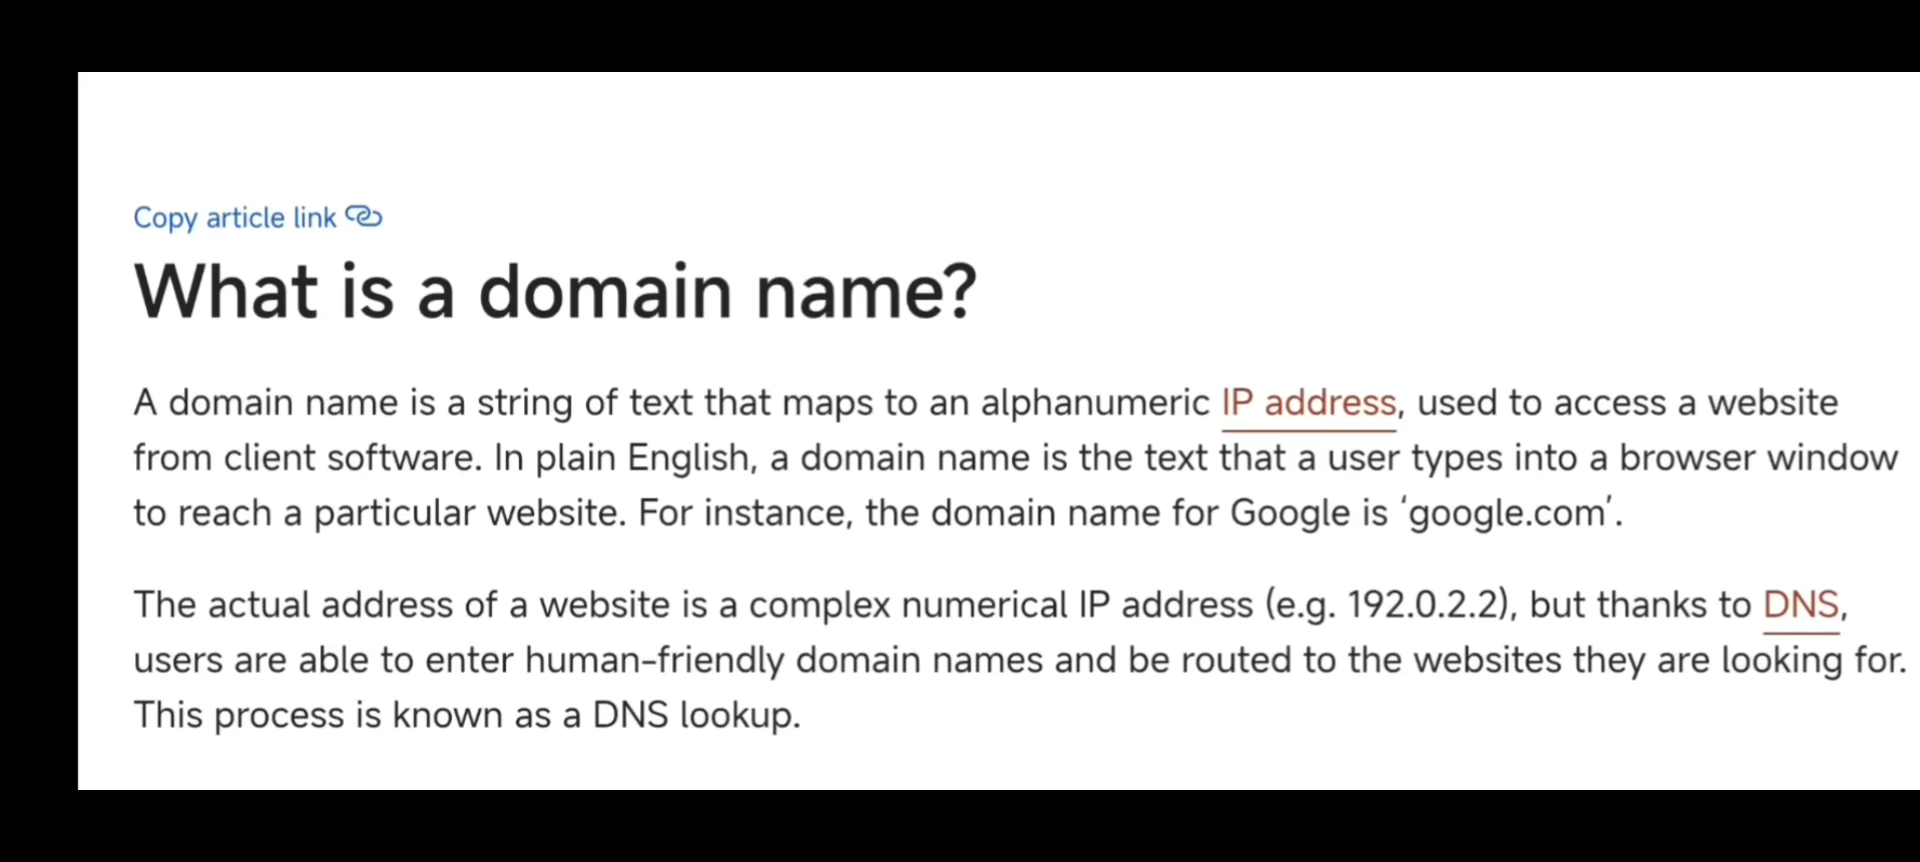 Copy article link
What is a domain name?
A domain name is a string of text that maps to an alphanumeric IP address, used to access a website
from client software. In plain English, a domain name is the text that a user types into a browser window
to reach a particular website. For instance, the domain name for Google is ‘google.com’.
The actual address of a website is a complex numerical IP address (e.g. 192.0.2.2), but thanks to DNS,
users are able to enter human-friendly domain names and be routed to the websites they are looking for.
This process is known as a DNS lookup.